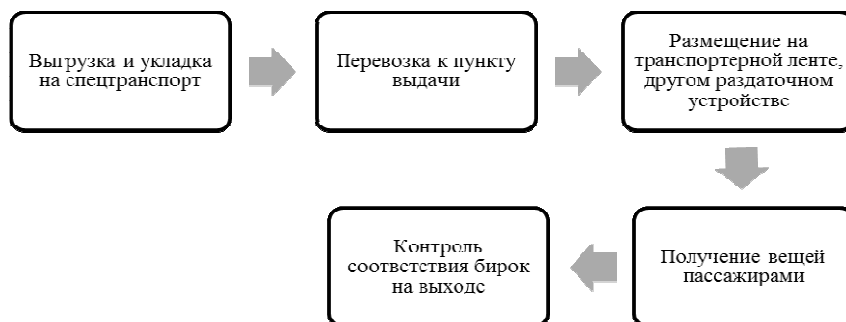 Выгрузка и укладка
на спецтранспорт
Перевозка к пункту
выдачи
Размещение на
транспортерной ленте,
другом раздаточном
устройстве
Получение вещей
пассажирами
Контроль
соответствия бирок
на выходе